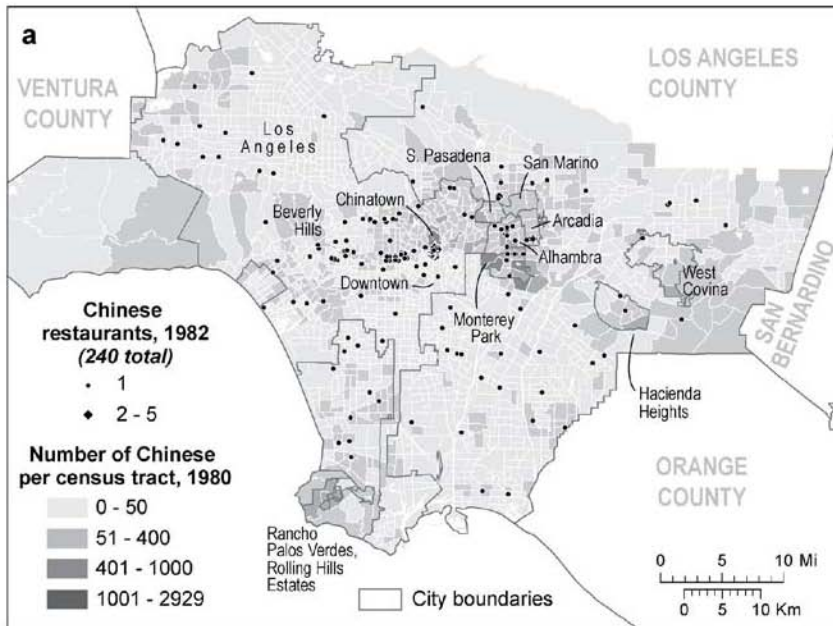 a
VENTURA
COUNTY
LOS ANGELES
COUNTY
Los
Angeles
S. Pasadena
San Marino
Chinatown
Beverly
Hills
Arcadia
Alhambra
Downtown
West
Covina
Monterey
Park
SAN
BERNARDINO
Hacienda
Heights
ORANGE
COUNTY
Rancho
Palos Verdes,
Rolling Hills
Estates
Chinese
restaurants, 1982
(240 total)
1
2 - 5
Number of Chinese
per census tract, 1980
0 - 50
51 - 400
401 - 1000
1001 - 2929
City boundaries
0 5 10 Mi
0 5 10 Km